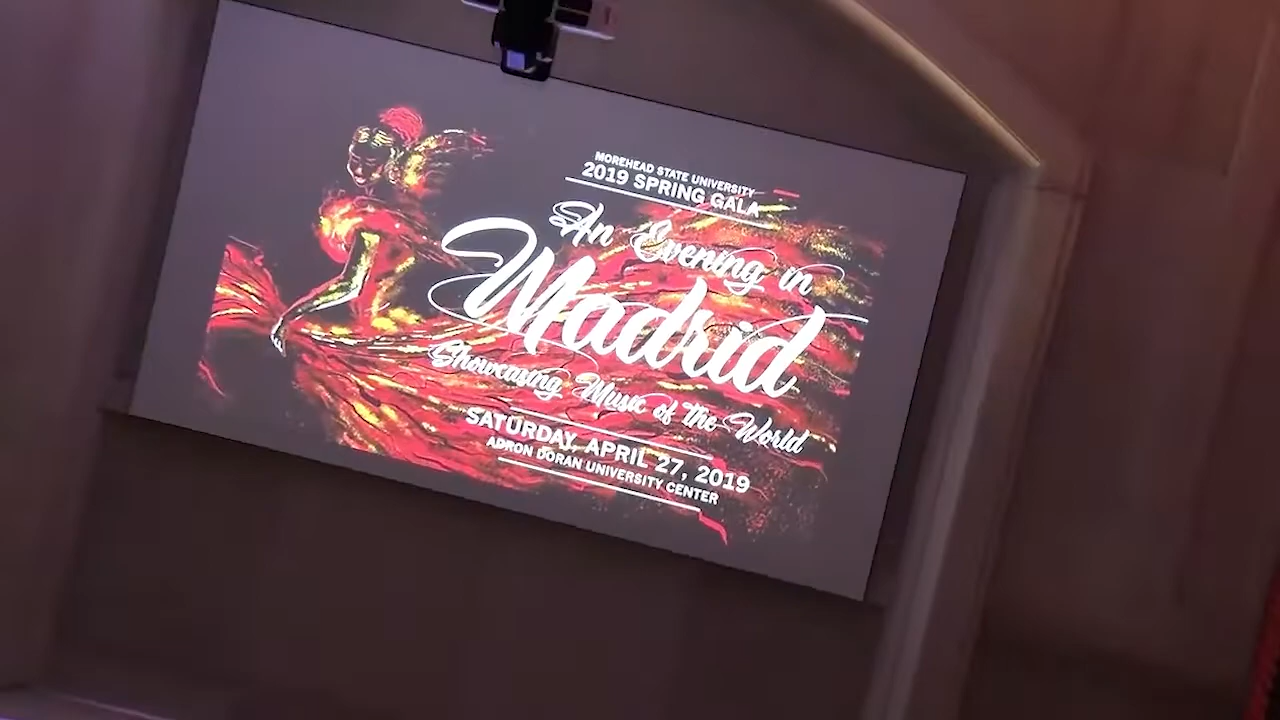 MOREHEAD STATE UNIVERSITY
2019 SPRING GALA
An Evening in
Madrid
Showcasing Music of the World
SATURDAY, APRIL 27, 2019
ADRON DORAN UNIVERSITY CENTER